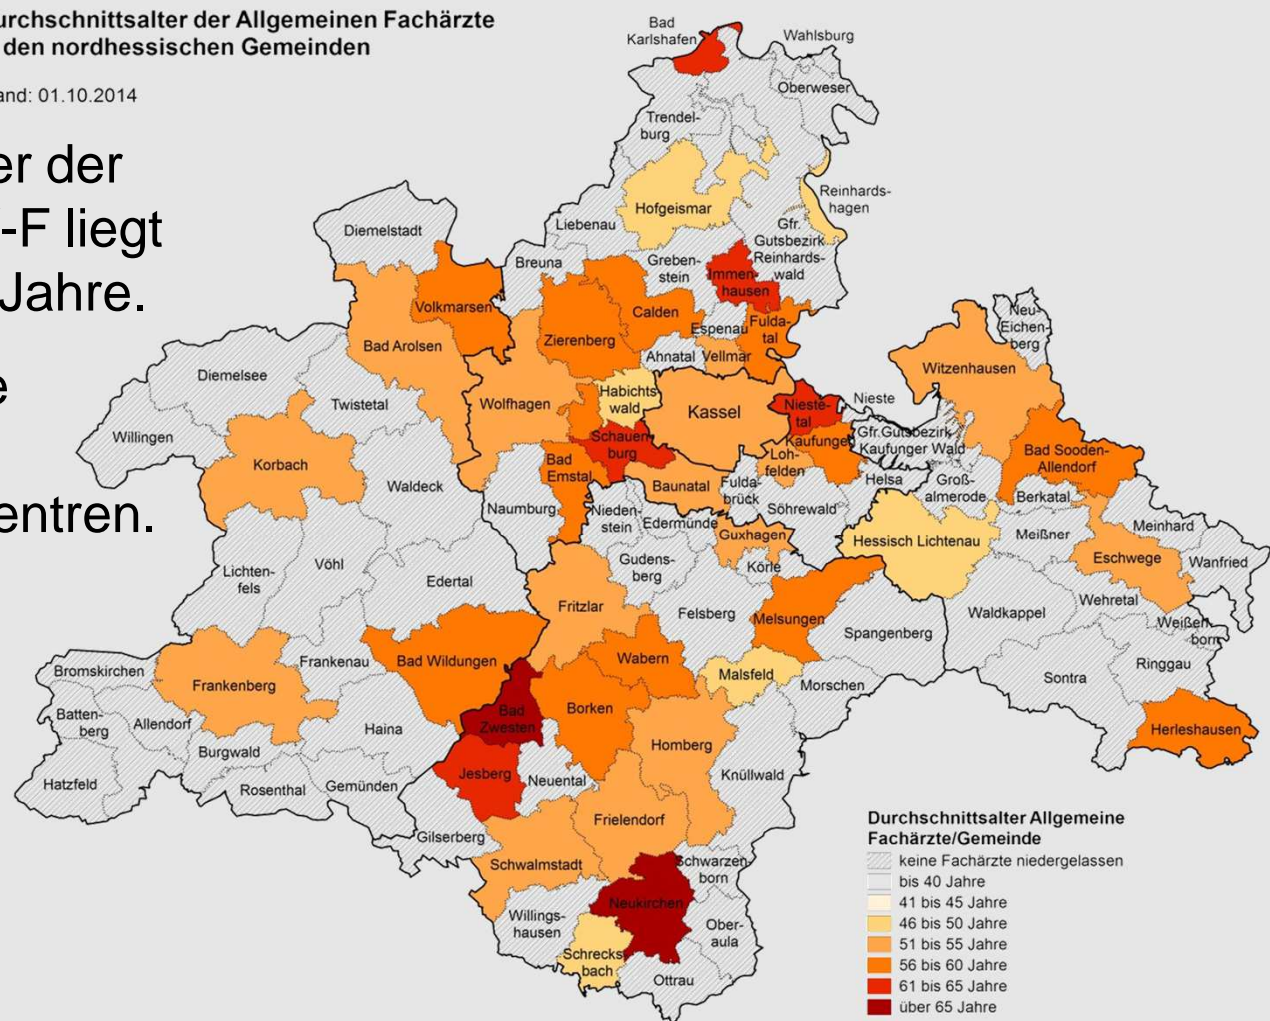 urchschnittsalter der Allgemeinen Fachärzte
den nordhessischen Gemeinden
and: 01.10.2014
er der
-F liegt
Jahre.
e
entren.
Bad
Karlshafen
Wahlsburg
Oberweser
Trendel-
burg
Reinhards-
hagen
Hofgeismar
Diemelstadt
Liebenau
Gfr.
Gutsbezirk
Reinhards-
wald
Breuna
Greben-
stein
Immen-
hausen
Volkmarsen
Calden
Espenau
Fulda-
tal
Neu-
Eichen-
berg
Zierenberg
Bad Arolsen
Ahnatal
Vellmar
Witzenhausen
Diemelsee
Habichts
wald
Twistetal
Wolfhagen
Kassel
Nieste-
tal
Nieste
Willingen
Schauen
burg
Kaufungen
Gfr.Gutsbezirk
Kaufunger Wald
Bad Sooden-
Allendorf
Korbach
Bad
Emstal
Loh-
felden
Waldeck
Baunatal
Fulda-
brück
Helsa
Groß-
almerode
Berkatal
Naumburg
Nieden-
stein
Edermünde
Söhrewald
Meinhard
Guxhagen
Hessisch Lichtenau
Meißner
Eschwege
Wanfried
Gudens-
berg
Körle
Vöhl
Lichten-
fels
Edertal
Fritzlar
Felsberg
Melsungen
Waldkappel
Wehretal
Weißen
born
Spangenberg
Bad Wildungen
Wabern
Frankenau
Bromskirchen
Malsfeld
Ringgau
Sontra
Frankenberg
Morschen
Batten-
berg
Allendorf
Haina
Bad
Zwesten
Borken
Herleshausen
Burgwald
Homberg
Jesberg
Neuental
Knüllwald
Hatzfeld
Rosenthal
Gemünden
Frielendorf
Gilserberg
Schwalmstadt
Schwarzen
born
Neukirchen
Willings-
hausen
Ober-
aula
Schrecks
bach
Ottrau
Durchschnittsalter Allgemeine
Fachärzte/Gemeinde
keine Fachärzte niedergelassen
bis 40 Jahre
41 bis 45 Jahre
46 bis 50 Jahre
51 bis 55 Jahre
56 bis 60 Jahre
61 bis 65 Jahre
über 65 Jahre